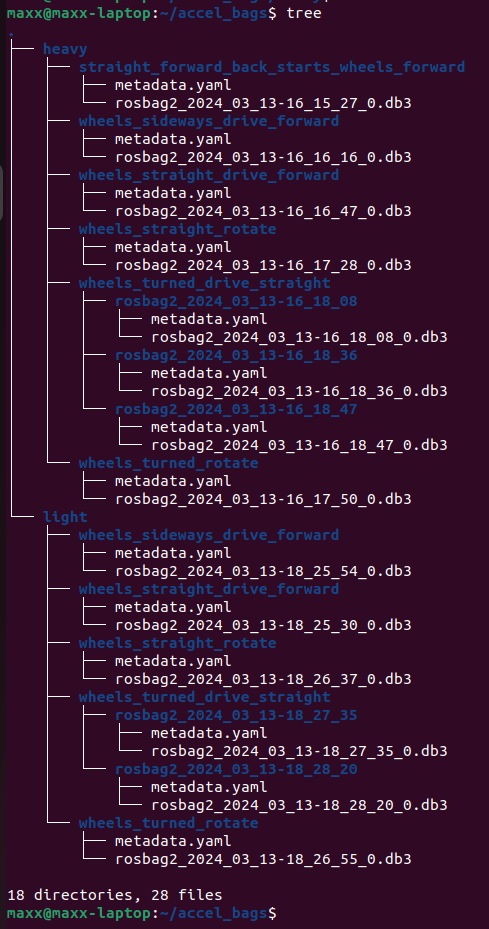 maxx@maxx-laptop:~/accel_bags$ tree
.
├── heavy
│   ├── straight_forward_back_starts_wheels_forward
│   │   ├── metadata.yaml
│   │   └── rosbag2_2024_03_13-16_15_27_0.db3
│   ├── wheels_sideways_drive_forward
│   │   ├── metadata.yaml
│   │   └── rosbag2_2024_03_13-16_16_16_0.db3
│   ├── wheels_straight_drive_forward
│   │   ├── metadata.yaml
│   │   └── rosbag2_2024_03_13-16_16_47_0.db3
│   ├── wheels_straight_rotate
│   │   ├── metadata.yaml
│   │   └── rosbag2_2024_03_13-16_17_28_0.db3
│   ├── wheels_turned_drive_straight
│   │   ├── rosbag2_2024_03_13-16_18_08
│   │   │   ├── metadata.yaml
│   │   │   └── rosbag2_2024_03_13-16_18_08_0.db3
│   │   ├── rosbag2_2024_03_13-16_18_36
│   │   │   ├── metadata.yaml
│   │   │   └── rosbag2_2024_03_13-16_18_36_0.db3
│   │   └── rosbag2_2024_03_13-16_18_47
│   │       ├── metadata.yaml
│   │       └── rosbag2_2024_03_13-16_18_47_0.db3
│   └── wheels_turned_rotate
│       ├── metadata.yaml
│       └── rosbag2_2024_03_13-16_17_50_0.db3
└── light
    ├── wheels_sideways_drive_forward
    │   ├── metadata.yaml
    │   └── rosbag2_2024_03_13-18_25_54_0.db3
    ├── wheels_straight_drive_forward
    │   ├── metadata.yaml
    │   └── rosbag2_2024_03_13-18_25_30_0.db3
    ├── wheels_straight_rotate
    │   ├── metadata.yaml
    │   └── rosbag2_2024_03_13-18_26_37_0.db3
    ├── wheels_turned_drive_straight
    │   ├── rosbag2_2024_03_13-18_27_35
    │   │   ├── metadata.yaml
    │   │   └── rosbag2_2024_03_13-18_27_35_0.db3
    │   └── rosbag2_2024_03_13-18_28_20
    │       ├── metadata.yaml
    │       └── rosbag2_2024_03_13-18_28_20_0.db3
    └── wheels_turned_rotate
        ├── metadata.yaml
        └── rosbag2_2024_03_13-18_26_55_0.db3

18 directories, 28 files
maxx@maxx-laptop:~/accel_bags$